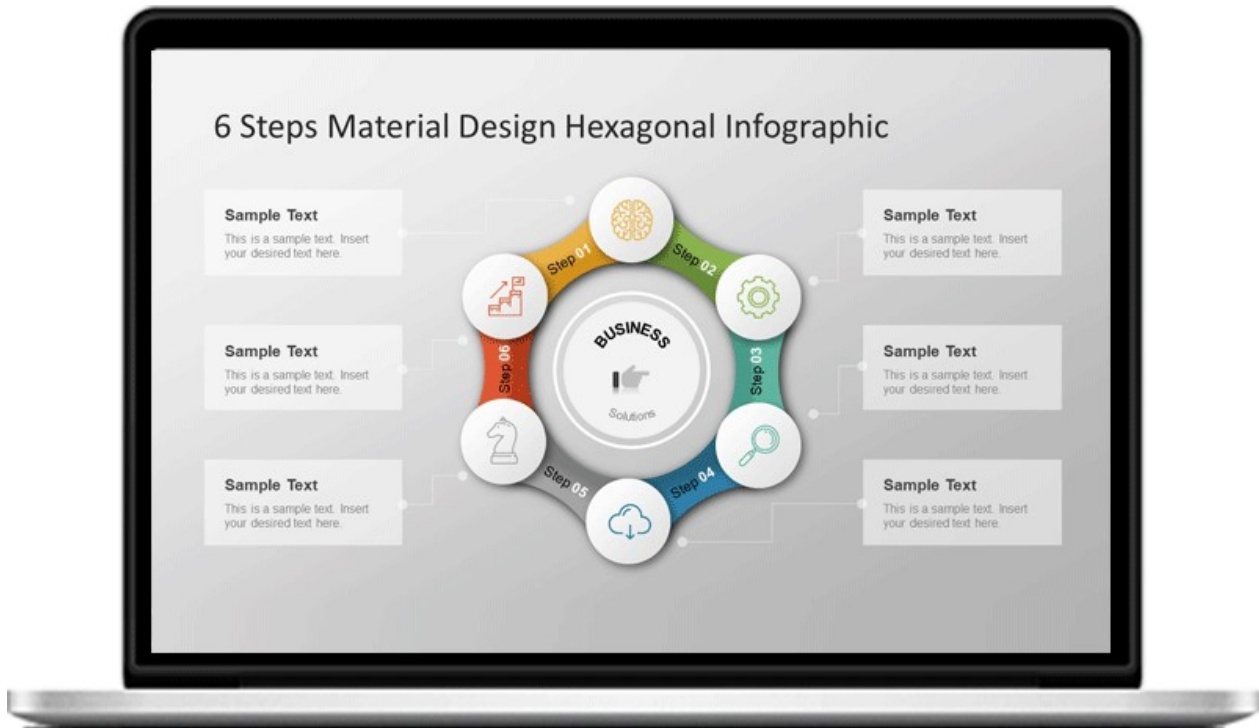 6 Steps Material Design Hexagonal Infographic
Sample Text
This is a sample text. Insert
your desired text here.
Sample Text
This is a sample text. Insert
your desired text here.
Sample Text
This is a sample text. Insert
your desired text here.
Step 01
Step 02
Step 03
Step 04
Step 05
Step 06
BUSINESS
Solutions
Sample Text
This is a sample text. Insert
your desired text here.
Sample Text
This is a sample text. Insert
your desired text here.
Sample Text
This is a sample text. Insert
your desired text here.